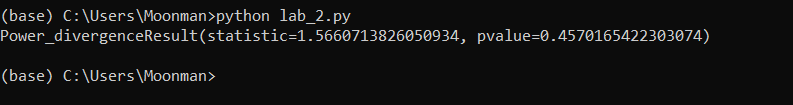 (base) C:\Users\Moonman>python lab_2.py
Power_divergenceResult(statistic=1.5660713826050934, pvalue=0.4570165422303074)
(base) C:\Users\Moonman>